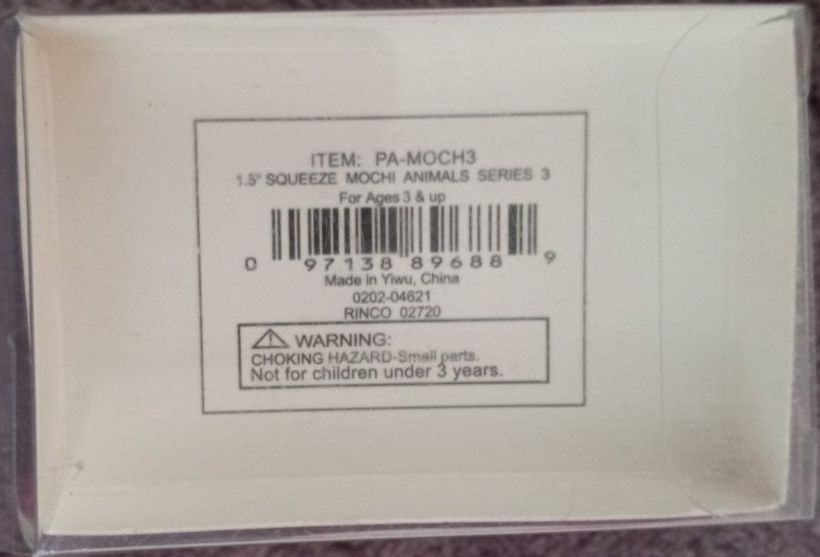 ITEM: PA-MOCH3
1.5" SQUEEZE MOCHI ANIMALS SERIES 3
For Ages 3 & up
0 97138 89688 9
Made in Yiwu, China
0202-04621
RINCO 02720
WARNING:
CHOKING HAZARD-Small parts.
Not for children under 3 years.